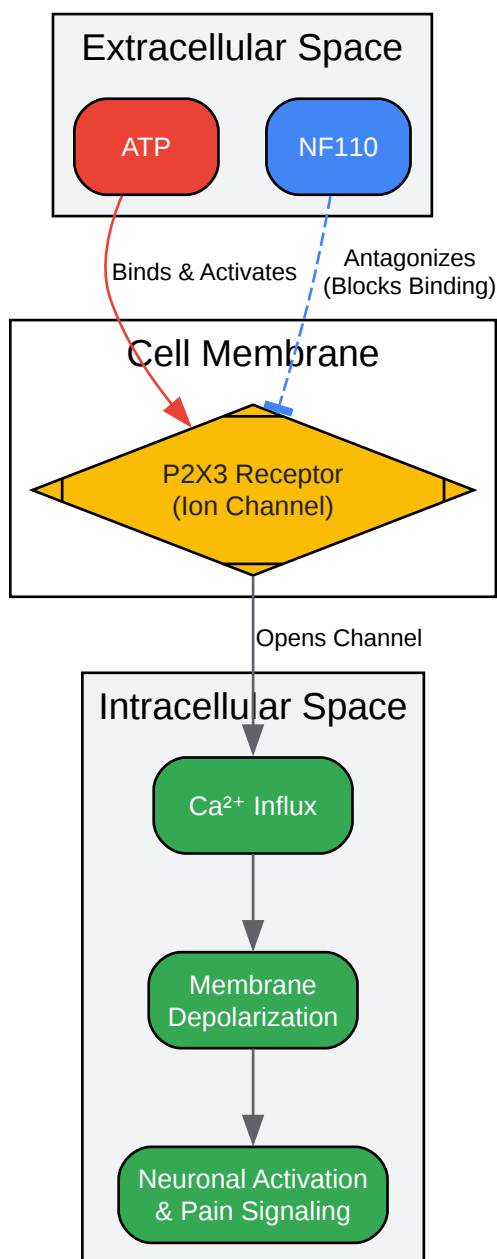 Extracellular Space
ATP
NF110
Binds & Activates
Antagonizes
(Blocks Binding)
Cell Membrane
P2X3 Receptor
(Ion Channel)
Opens Channel
Intracellular Space
Ca²⁺ Influx
Membrane
Depolarization
Neuronal Activation
& Pain Signaling